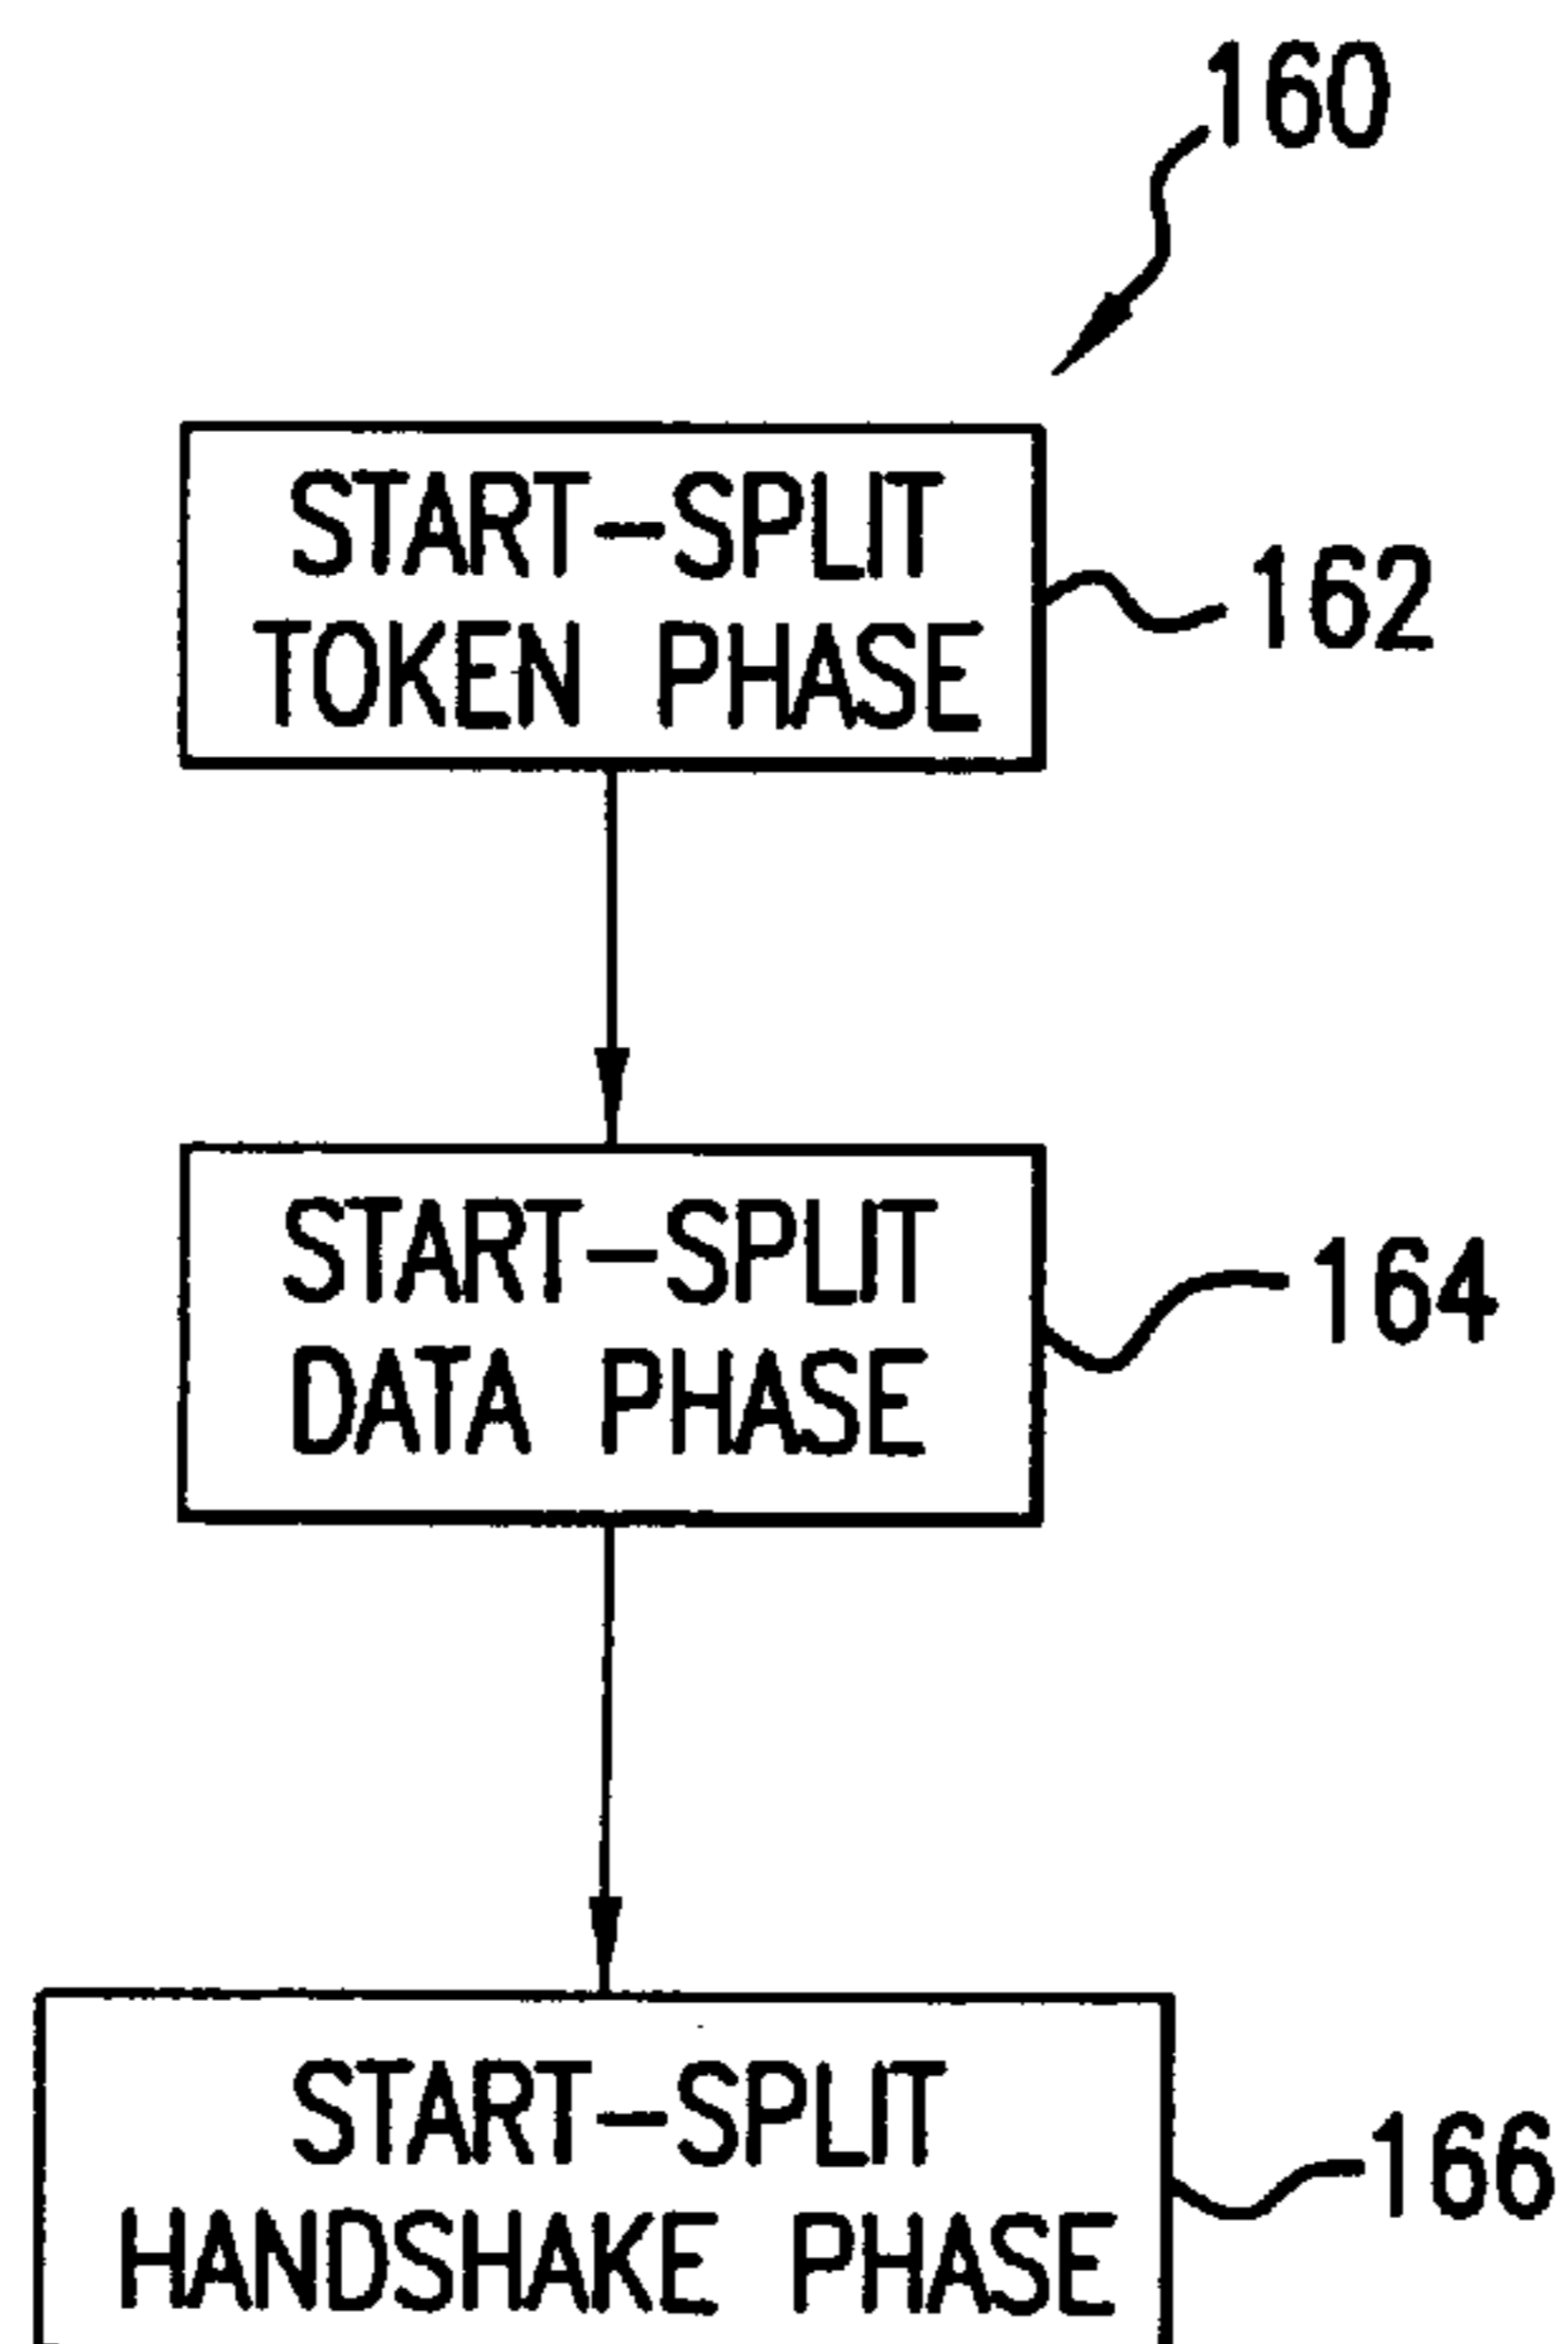 160
START-SPLIT
TOKEN PHASE
162
START-SPLIT
DATA PHASE
164
START-SPLIT
HANDSHAKE PHASE
166